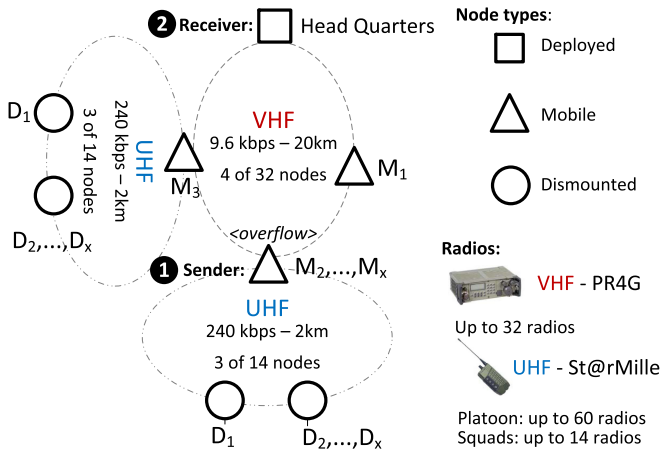 2 Receiver: Head Quarters
VHF
9.6 kbps – 20km
4 of 32 nodes
M1
M3
<overflow>
1 Sender: M2,...,Mx
UHF
240 kbps – 2km
3 of 14 nodes
D1
D2,...,Dx
UHF
240 kbps – 2km
3 of 14 nodes
D1
D2,...,Dx
Node types:
Deployed
Mobile
Dismounted
Radios:
VHF - PR4G
Up to 32 radios
UHF - St@rMille
Platoon: up to 60 radios
Squads: up to 14 radios